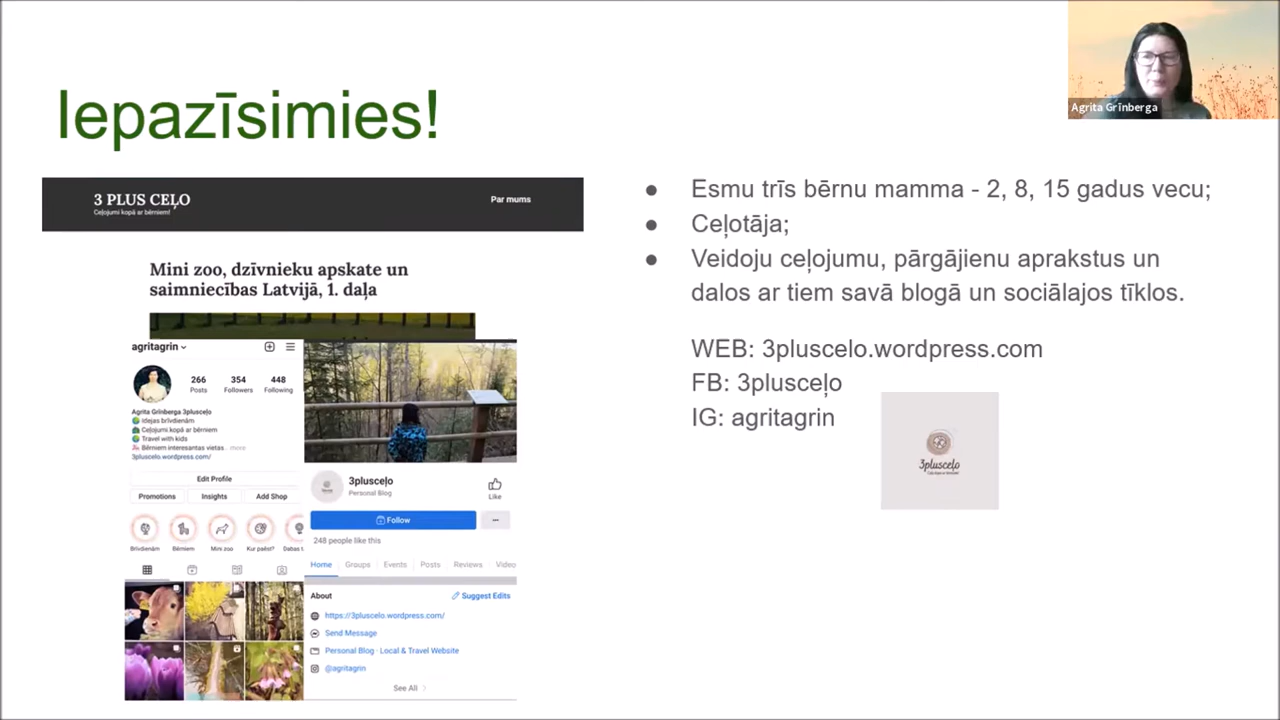 Iepazīsimies!
Agrita Grīnberga
3 PLUS CEĻO
Ceļojumi kopā ar bērniem!
Par mums
Mini zoo, dzīvnieku apskate un
saimniecības Latvijā, 1. daļa
agritagrin
266
354
448
Posts
Followers
Following
Agrita Grīnberga 3plusceļo
Idejas brīvdienām
Ceļojumi kopā ar bērniem
Travel with kids
Bērniem interesantas vietas ... more
3pluscelo.wordpress.com/
Edit Profile
Promotions
Insights
Add Shop
Brīvdienām
Bērniem
Mini zoo
Kur paēst?
Dabas t
3plusceļo
Personal Blog
Like
Follow
248 people like this
Home
Groups
Events
Posts
Reviews
Video
About
Suggest Edits
https://3pluscelo.wordpress.com/
Send Message
Personal Blog · Local & Travel Website
@agritagrin
See All
● Esmu trīs bērnu mamma - 2, 8, 15 gadus vecu;
● Ceļotāja;
● Veidoju ceļojumu, pārgājienu aprakstus un
dalos ar tiem savā blogā un sociālajos tīklos.
WEB: 3pluscelo.wordpress.com
FB: 3plusceļo
IG: agritagrin
3plusceļo